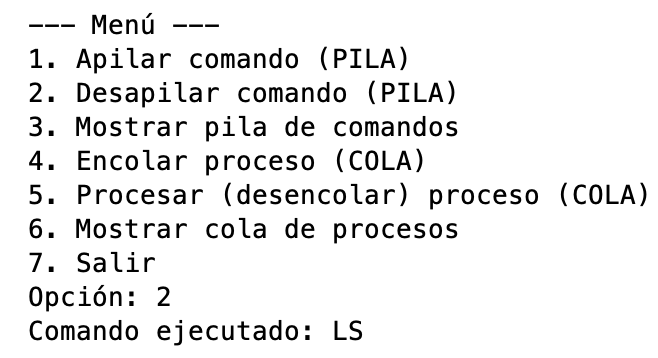 --- Menú ---
1. Apilar comando (PILA)
2. Desapilar comando (PILA)
3. Mostrar pila de comandos
4. Encolar proceso (COLA)
5. Procesar (desencolar) proceso (COLA)
6. Mostrar cola de procesos
7. Salir
Opción: 2
Comando ejecutado: LS